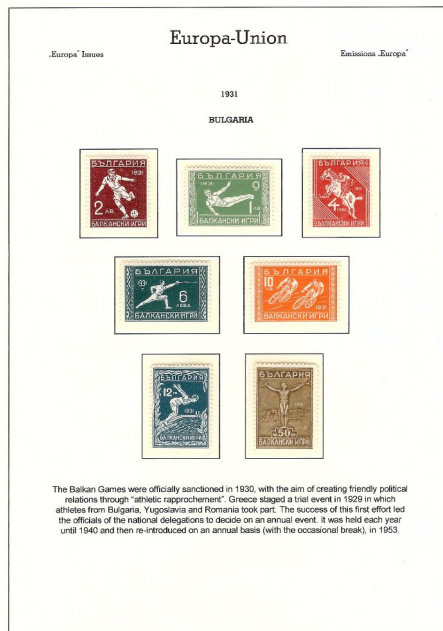 Europa-Union
„Europa" Issues
Emissions „Europa"
1931
BULGARIA
БЪЛГАРИЯ
1931
2 ЛВ.
БАЛКАНСКИ ИГРИ
БЪЛГАРИЯ
1931
1 ЛВ.
БАЛКАНСКИ ИГРИ
БЪЛГАРИЯ
4
БАЛКАНСКИ ИГРИ
БЪЛГАРИЯ
1931
6
ЛЕВА
БАЛКАНСКИ ИГРИ
БЪЛГАРИЯ
10
1931
БАЛКАНСКИ ИГРИ
БЪЛГАРИЯ
12
1931
БАЛКАНСКИ ИГРИ
БЪЛГАРИЯ
50
БАЛКАНСКИ ИГРИ
The Balkan Games were officially sanctioned in 1930, with the aim of creating friendly political
relations through "athletic rapprochement". Greece staged a trial event in 1929 in which
athletes from Bulgaria, Yugoslavia and Romania took part. The success of this first effort led
the officials of the national delegations to decide on an annual event. It was held each year
until 1940 and then re-introduced on an annual basis (with the occasional break), in 1953.